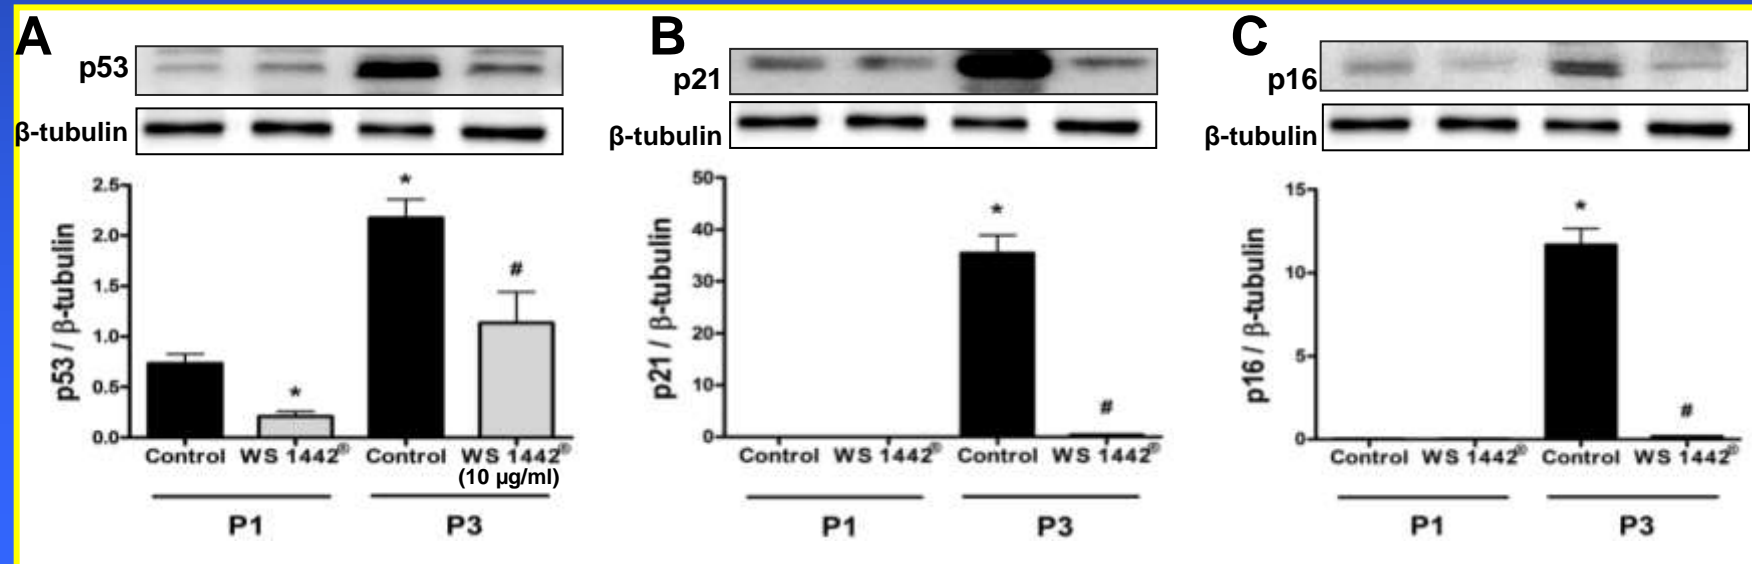 A
p53
β-tubulin
2.5
2.0
1.5
1.0
0.5
0.0
p53 / β-tubulin
*
*
#
Control WS 1442® Control WS 1442®
(10 µg/ml)
P1 P3
B
p21
β-tubulin
50
40
30
20
10
0
p21 / β-tubulin
*
#
Control WS 1442® Control WS 1442®
P1 P3
C
p16
β-tubulin
15
10
5
0
p16 / β-tubulin
*
#
Control WS 1442® Control WS 1442®
P1 P3